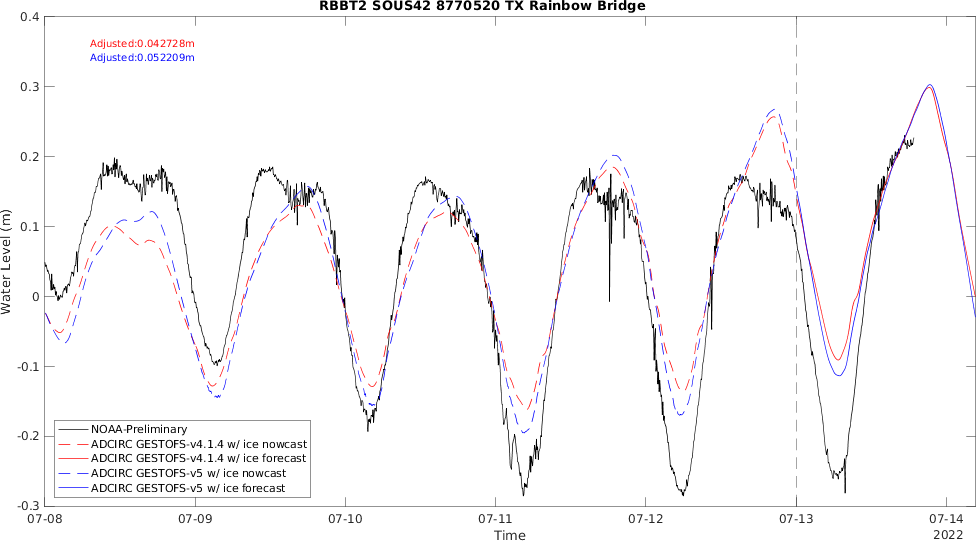 RBBT2 SOUS42 8770520 TX Rainbow Bridge
Adjusted:0.042728m
Adjusted:0.052209m
0.4
0.3
0.2
0.1
0
-0.1
-0.2
-0.3
Water Level (m)
NOAA-Preliminary
ADCIRC GESTOFS-v4.1.4 w/ ice nowcast
ADCIRC GESTOFS-v4.1.4 w/ ice forecast
ADCIRC GESTOFS-v5 w/ ice nowcast
ADCIRC GESTOFS-v5 w/ ice forecast
07-08 07-09 07-10 07-11 07-12 07-13 07-14
Time
2022